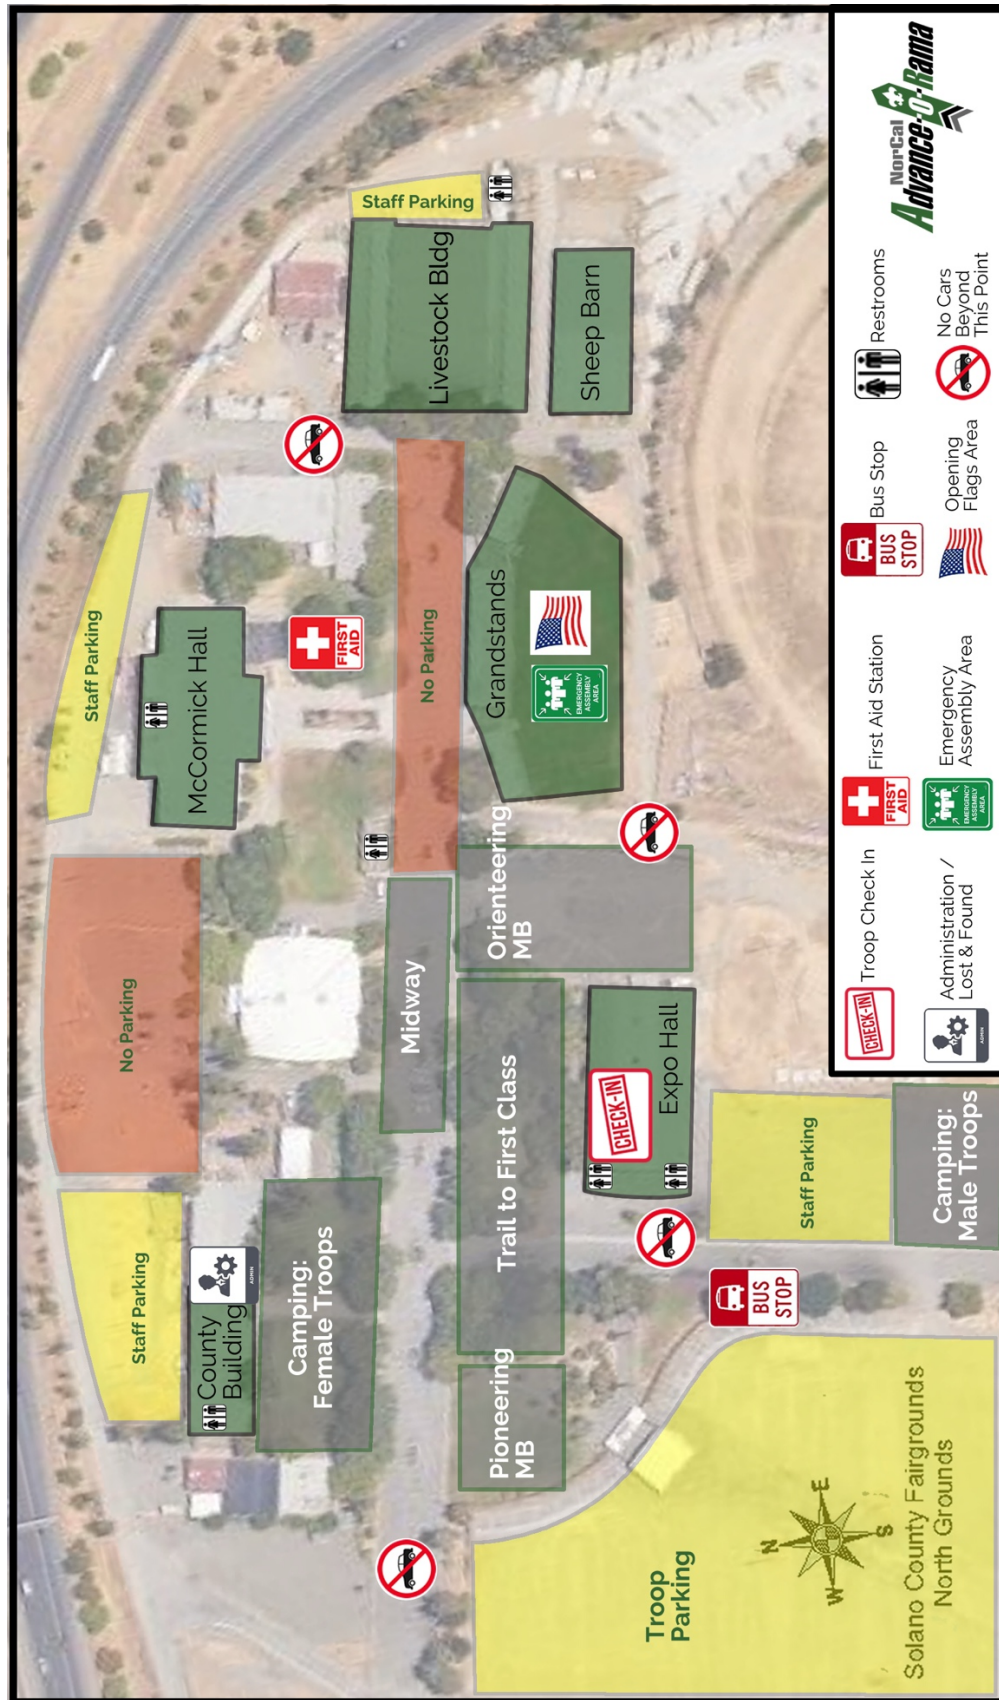 Staff Parking
Livestock Bldg
Sheep Barn
Staff Parking
McCormick Hall
FIRST AID
No Parking
Grandstands
EMERGENCY
ASSEMBLY
AREA
No Parking
Midway
Orienteering
MB
Trail to First Class
Expo Hall
CHECK-IN
Staff Parking
County
Building
ADMIN
Camping:
Female Troops
Pioneering
MB
Staff Parking
Camping:
Male Troops
BUS
STOP
Troop
Parking
N
E
S
W
Solano County Fairgrounds
North Grounds
CHECK-IN
Troop Check In
FIRST AID
First Aid Station
BUS
STOP
Bus Stop
Restrooms
ADMIN
Administration /
Lost & Found
EMERGENCY
ASSEMBLY
AREA
Emergency
Assembly Area
Opening
Flags Area
No Cars
Beyond
This Point
NorCal
Advance-O-Rama